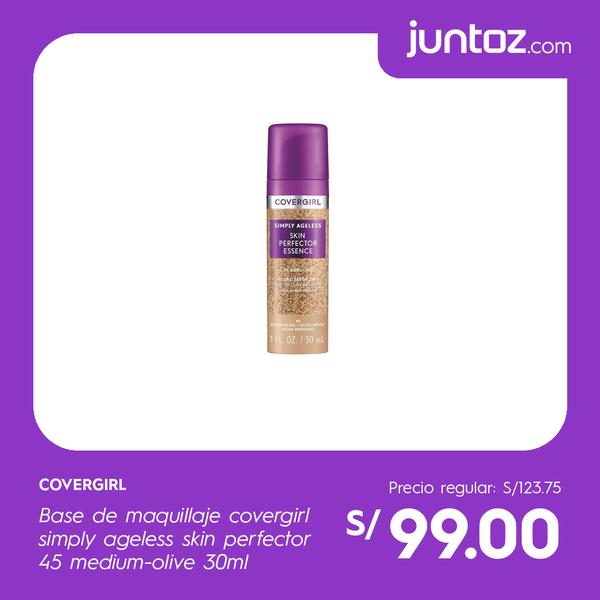 juntoz.com
COVERGIRL
SIMPLY AGELESS
SKIN
PERFECTOR
ESSENCE
1 FL. OZ. / 30 mL
COVERGIRL
Base de maquillaje covergirl
simply ageless skin perfector
45 medium-olive 30ml
Precio regular: S/123.75
S/ 99.00